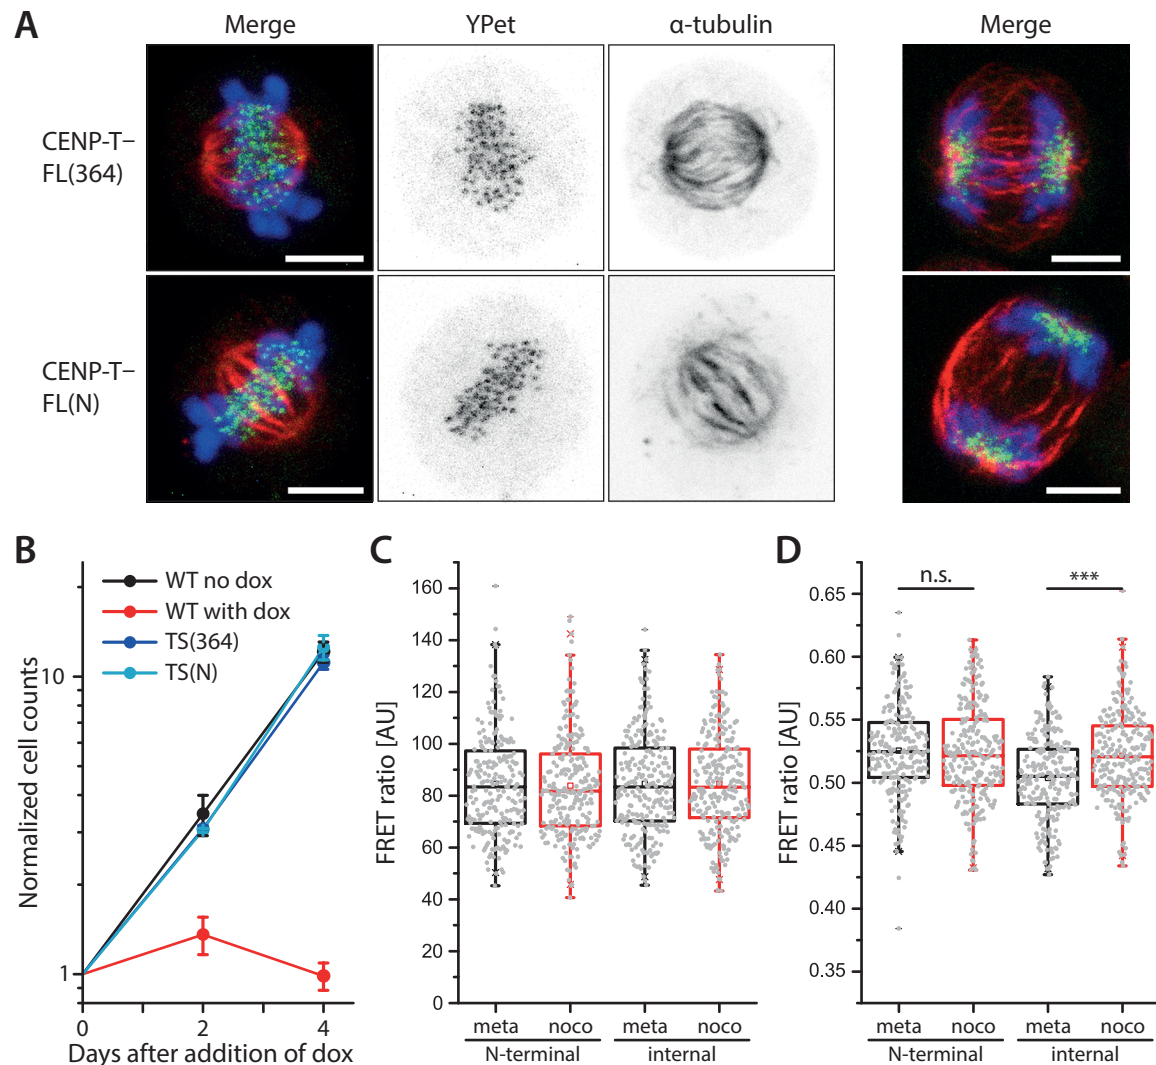 A
Merge
YPet
α-tubulin
Merge
CENP-T–
FL(364)
CENP-T–
FL(N)
B
WT no dox
WT with dox
TS(364)
TS(N)
Normalized cell counts
10
1
0
2
4
Days after addition of dox
C
FRET ratio [AU]
160
140
120
100
80
60
40
20
0
meta
noco
meta
noco
N-terminal
internal
D
n.s.
***
FRET ratio [AU]
0.65
0.60
0.55
0.50
0.45
0.40
0.35
meta
noco
meta
noco
N-terminal
internal